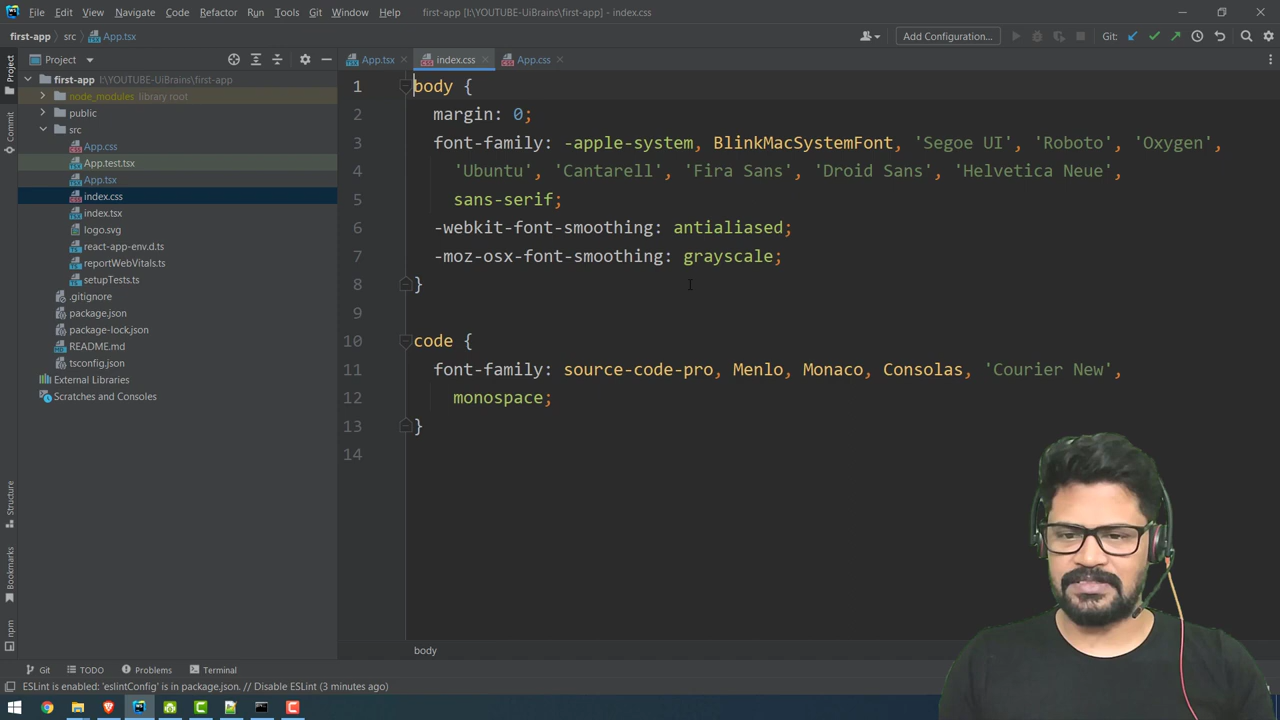 File Edit View Navigate Code Refactor Run Tools Git Window Help first-app [I:\YOUTUBE-UiBrains\first-app] - index.css
first-app src App.tsx Add Configuration... Git:
Project
App.tsx index.css App.css
first-app I:\YOUTUBE-UiBrains\first-app
node_modules library root
public
src
App.css
App.test.tsx
App.tsx
index.css
index.tsx
logo.svg
react-app-env.d.ts
reportWebVitals.ts
setupTests.ts
.gitignore
package.json
package-lock.json
README.md
tsconfig.json
External Libraries
Scratches and Consoles
Project
Commit
Structure
Bookmarks
npm
1 body {
2 margin: 0;
3 font-family: -apple-system, BlinkMacSystemFont, 'Segoe UI', 'Roboto', 'Oxygen',
4 'Ubuntu', 'Cantarell', 'Fira Sans', 'Droid Sans', 'Helvetica Neue',
5 sans-serif;
6 -webkit-font-smoothing: antialiased;
7 -moz-osx-font-smoothing: grayscale;
8 }
9
10 code {
11 font-family: source-code-pro, Menlo, Monaco, Consolas, 'Courier New',
12 monospace;
13 }
14
body
Git TODO Problems Terminal
ESLint is enabled: 'eslintConfig' is in package.json. // Disable ESLint (3 minutes ago)